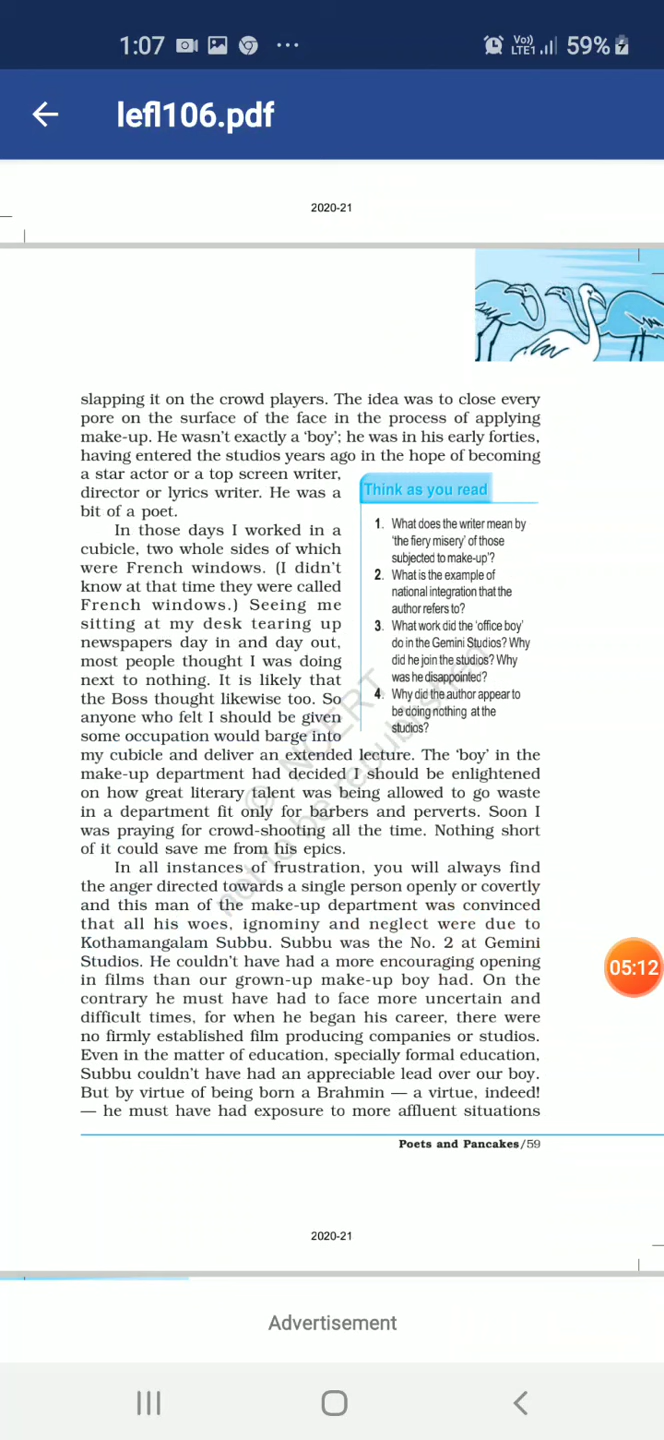 1:07
Vo))
LTE1
59%
lefl106.pdf
2020-21
slapping it on the crowd players. The idea was to close every
pore on the surface of the face in the process of applying
make-up. He wasn't exactly a 'boy'; he was in his early forties,
having entered the studios years ago in the hope of becoming
a star actor or a top screen writer,
director or lyrics writer. He was a
bit of a poet.
In those days I worked in a
cubicle, two whole sides of which
were French windows. (I didn't
know at that time they were called
French windows.) Seeing me
sitting at my desk tearing up
newspapers day in and day out,
most people thought I was doing
next to nothing. It is likely that
the Boss thought likewise too. So
anyone who felt I should be given
some occupation would barge into
my cubicle and deliver an extended lecture. The 'boy' in the
make-up department had decided I should be enlightened
on how great literary talent was being allowed to go waste
in a department fit only for barbers and perverts. Soon I
was praying for crowd-shooting all the time. Nothing short
of it could save me from his epics.
Think as you read
1. What does the writer mean by
'the fiery misery' of those
subjected to make-up'?
2. What is the example of
national integration that the
author refers to?
3. What work did the 'office boy'
do in the Gemini Studios? Why
did he join the studios? Why
was he disappointed?
4. Why did the author appear to
be doing nothing at the
studios?
In all instances of frustration, you will always find
the anger directed towards a single person openly or covertly
and this man of the make-up department was convinced
that all his woes, ignominy and neglect were due to
Kothamangalam Subbu. Subbu was the No. 2 at Gemini
Studios. He couldn't have had a more encouraging opening
in films than our grown-up make-up boy had. On the
contrary he must have had to face more uncertain and
difficult times, for when he began his career, there were
no firmly established film producing companies or studios.
Even in the matter of education, specially formal education,
Subbu couldn't have had an appreciable lead over our boy.
But by virtue of being born a Brahmin — a virtue, indeed!
— he must have had exposure to more affluent situations
© NCERT
not to be republished
05:12
Poets and Pancakes/59
2020-21
Advertisement